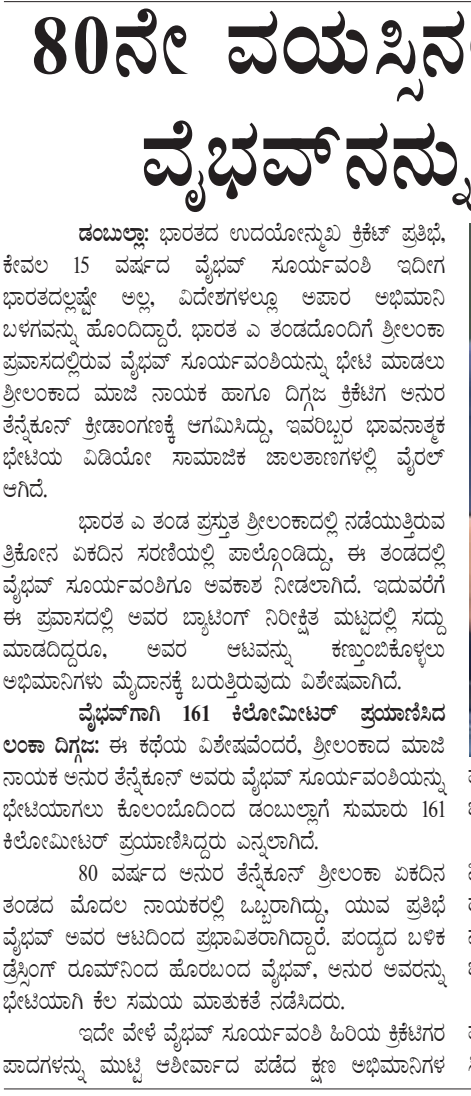 80ನೇ ವಯಸ್ಸಿನ
ವೈಭವ್‌ನನ್ನು
ಡಂಬುಲ್ಲಾ: ಭಾರತದ ಉದಯೋನ್ಮುಖ ಕ್ರಿಕೆಟ್ ಪ್ರತಿಭೆ,
ಕೇವಲ 15 ವರ್ಷದ ವೈಭವ್ ಸೂರ್ಯವಂಶಿ ಇದೀಗ
ಭಾರತದಲ್ಲಷ್ಟೇ ಅಲ್ಲ, ವಿದೇಶಗಳಲ್ಲೂ ಅಪಾರ ಅಭಿಮಾನಿ
ಬಳಗವನ್ನು ಹೊಂದಿದ್ದಾರೆ. ಭಾರತ ಎ ತಂಡದೊಂದಿಗೆ ಶ್ರೀಲಂಕಾ
ಪ್ರವಾಸದಲ್ಲಿರುವ ವೈಭವ್ ಸೂರ್ಯವಂಶಿಯನ್ನು ಭೇಟಿ ಮಾಡಲು
ಶ್ರೀಲಂಕಾದ ಮಾಜಿ ನಾಯಕ ಹಾಗೂ ದಿಗ್ಗಜ ಕ್ರಿಕೆಟಿಗ ಅನುರ
ತೆನ್ನೆಕೂನ್ ಕ್ರೀಡಾಂಗಣಕ್ಕೆ ಆಗಮಿಸಿದ್ದು, ಇವರಿಬ್ಬರ ಭಾವನಾತ್ಮಕ
ಭೇಟಿಯ ವಿಡಿಯೋ ಸಾಮಾಜಿಕ ಜಾಲತಾಣಗಳಲ್ಲಿ ವೈರಲ್
ಆಗಿದೆ.
ಭಾರತ ಎ ತಂಡ ಪ್ರಸ್ತುತ ಶ್ರೀಲಂಕಾದಲ್ಲಿ ನಡೆಯುತ್ತಿರುವ
ತ್ರಿಕೋನ ಏಕದಿನ ಸರಣಿಯಲ್ಲಿ ಪಾಲ್ಗೊಂಡಿದ್ದು, ಈ ತಂಡದಲ್ಲಿ
ವೈಭವ್ ಸೂರ್ಯವಂಶಿಗೂ ಅವಕಾಶ ನೀಡಲಾಗಿದೆ. ಇದುವರೆಗೆ
ಈ ಪ್ರವಾಸದಲ್ಲಿ ಅವರ ಬ್ಯಾಟಿಂಗ್ ನಿರೀಕ್ಷಿತ ಮಟ್ಟದಲ್ಲಿ ಸದ್ದು
ಮಾಡದಿದ್ದರೂ, ಅವರ ಆಟವನ್ನು ಕಣ್ತುಂಬಿಕೊಳ್ಳಲು
ಅಭಿಮಾನಿಗಳು ಮೈದಾನಕ್ಕೆ ಬರುತ್ತಿರುವುದು ವಿಶೇಷವಾಗಿದೆ.
ವೈಭವ್‌ಗಾಗಿ 161 ಕಿಲೋಮೀಟರ್ ಪ್ರಯಾಣಿಸಿದ
ಲಂಕಾ ದಿಗ್ಗಜ: ಈ ಕಥೆಯ ವಿಶೇಷವೆಂದರೆ, ಶ್ರೀಲಂಕಾದ ಮಾಜಿ
ನಾಯಕ ಅನುರ ತೆನ್ನೆಕೂನ್ ಅವರು ವೈಭವ್ ಸೂರ್ಯವಂಶಿಯನ್ನು
ಭೇಟಿಯಾಗಲು ಕೊಲಂಬೊದಿಂದ ಡಂಬುಲ್ಲಾಗೆ ಸುಮಾರು 161
ಕಿಲೋಮೀಟರ್ ಪ್ರಯಾಣಿಸಿದ್ದರು ಎನ್ನಲಾಗಿದೆ.
80 ವರ್ಷದ ಅನುರ ತೆನ್ನೆಕೂನ್ ಶ್ರೀಲಂಕಾ ಏಕದಿನ
ತಂಡದ ಮೊದಲ ನಾಯಕರಲ್ಲಿ ಒಬ್ಬರಾಗಿದ್ದು, ಯುವ ಪ್ರತಿಭೆ
ವೈಭವ್ ಅವರ ಆಟದಿಂದ ಪ್ರಭಾವಿತರಾಗಿದ್ದಾರೆ. ಪಂದ್ಯದ ಬಳಿಕ
ಡ್ರೆಸ್ಸಿಂಗ್ ರೂಮ್‌ನಿಂದ ಹೊರಬಂದ ವೈಭವ್, ಅನುರ ಅವರನ್ನು
ಭೇಟಿಯಾಗಿ ಕೆಲ ಸಮಯ ಮಾತುಕತೆ ನಡೆಸಿದರು.
ಇದೇ ವೇಳೆ ವೈಭವ್ ಸೂರ್ಯವಂಶಿ ಹಿರಿಯ ಕ್ರಿಕೆಟಿಗರ
ಪಾದಗಳನ್ನು ಮುಟ್ಟಿ ಆಶೀರ್ವಾದ ಪಡೆದ ಕ್ಷಣ ಅಭಿಮಾನಿಗಳ